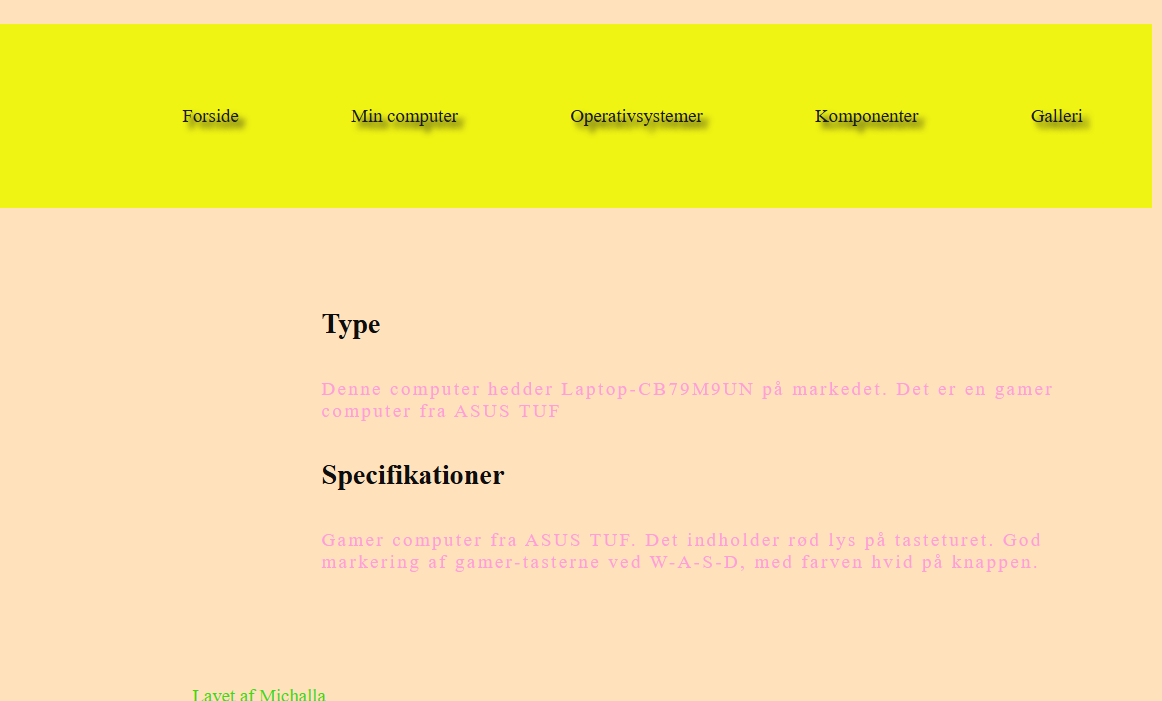 Forside Min computer Operativsystemer Komponenter Galleri
Type
Denne computer hedder Laptop-CB79M9UN på markedet. Det er en gamer
computer fra ASUS TUF
Specifikationer
Gamer computer fra ASUS TUF. Det indholder rød lys på tasteturet. God
markering af gamer-tasterne ved W-A-S-D, med farven hvid på knappen.
Lavet af Michalla